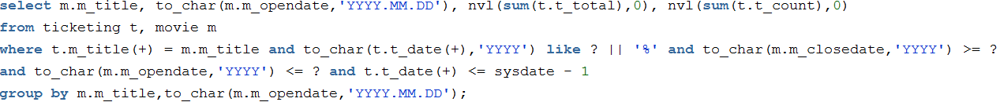 select m.m_title, to_char(m.m_opendate,'YYYY.MM.DD'), nvl(sum(t.t_total),0), nvl(sum(t.t_count),0)
from ticketing t, movie m
where t.m_title(+) = m.m_title and to_char(t.t_date(+),'YYYY') like ? || '%' and to_char(m.m_closedate,'YYYY') >= ?
and to_char(m.m_opendate,'YYYY') <= ? and t.t_date(+) <= sysdate - 1
group by m.m_title,to_char(m.m_opendate,'YYYY.MM.DD');